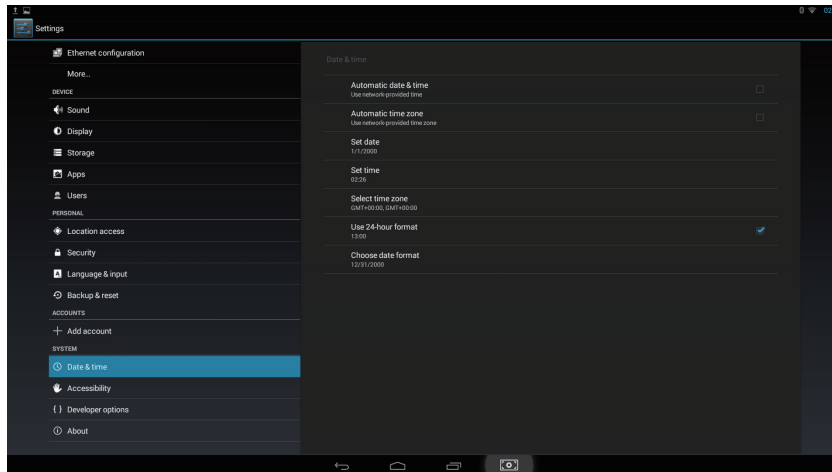 02
Settings
Ethernet configuration
More...
DEVICE
Sound
Display
Storage
Apps
Users
PERSONAL
Location access
Security
Language & input
Backup & reset
ACCOUNTS
Add account
SYSTEM
Date & time
Accessibility
Developer options
About
Date & time
Automatic date & time
Use network-provided time
Automatic time zone
Use network-provided time zone
Set date
1/1/2000
Set time
02:26
Select time zone
GMT+00:00, GMT+00:00
Use 24-hour format
13:00
Choose date format
12/31/2000